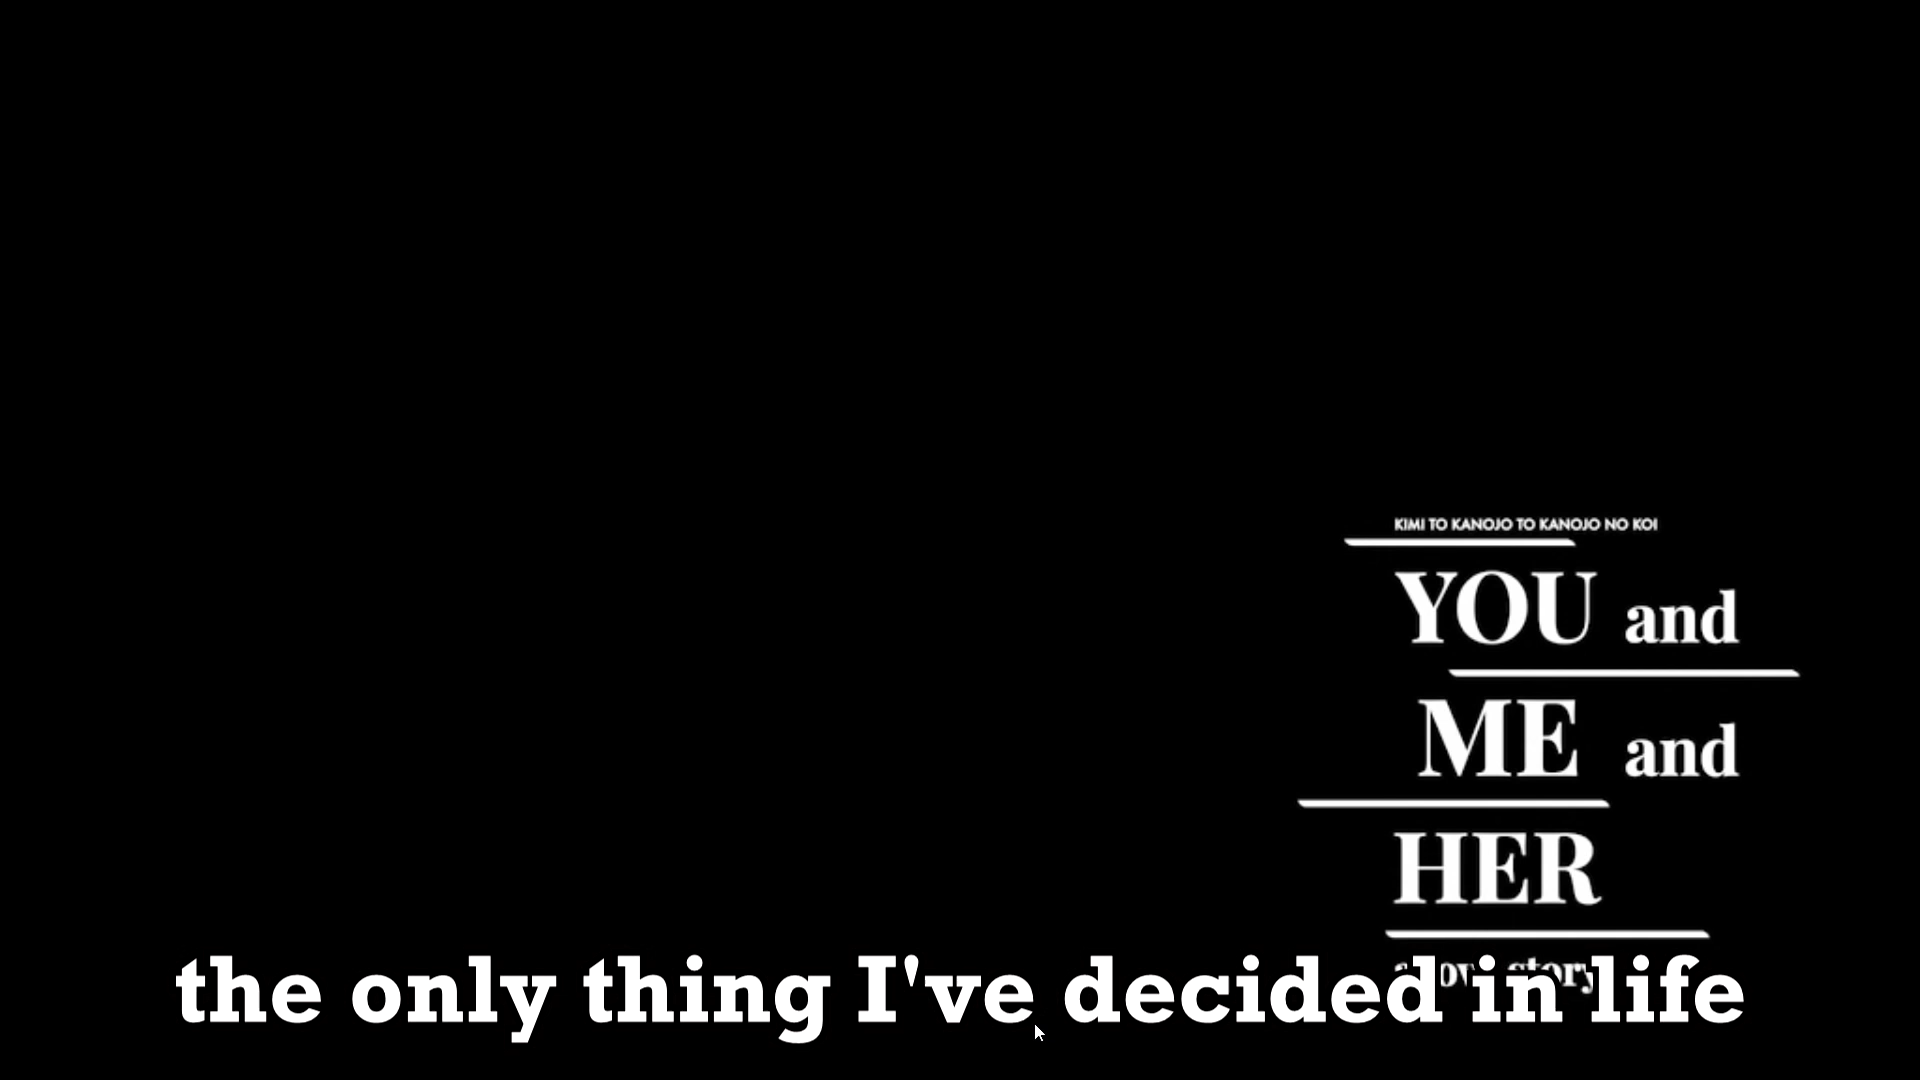 KIMI TO KANOJO TO KANOJO NO KOI
YOU and
ME and
HER
story
the only thing I've decided in life